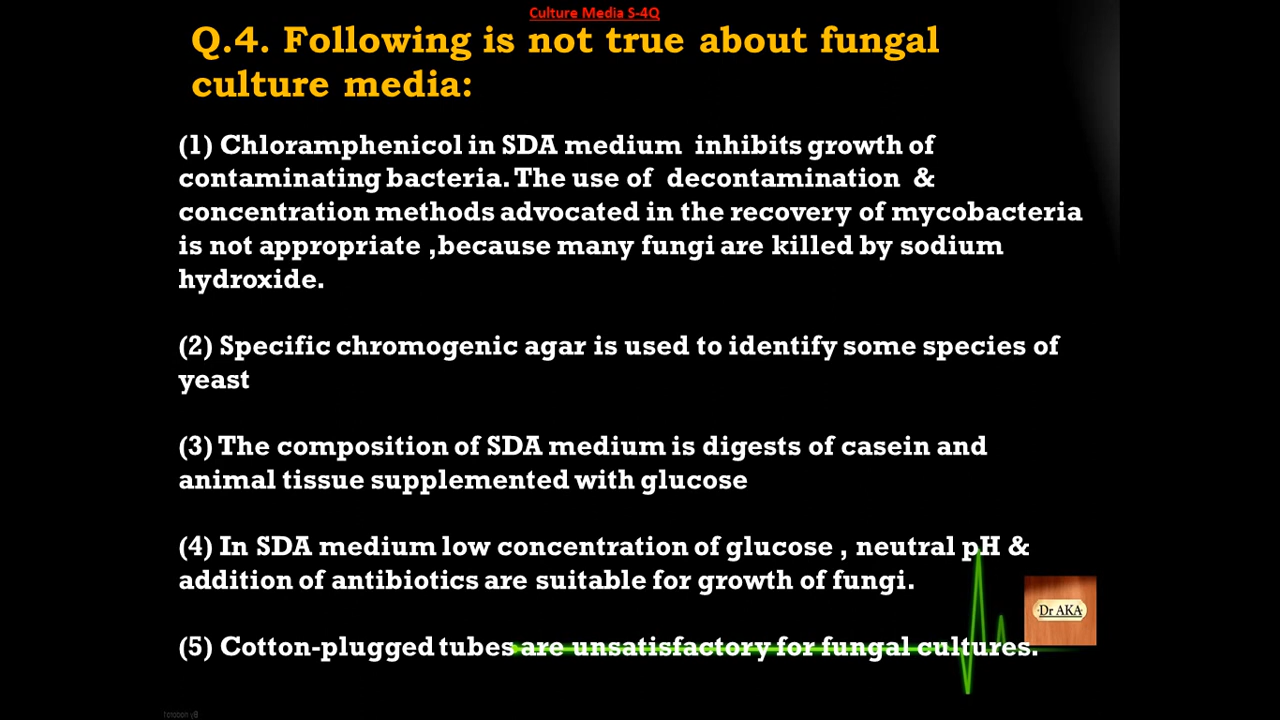 Culture Media S-4Q
Q.4. Following is not true about fungal
culture media:
(1) Chloramphenicol in SDA medium inhibits growth of
contaminating bacteria. The use of decontamination &
concentration methods advocated in the recovery of mycobacteria
is not appropriate ,because many fungi are killed by sodium
hydroxide.
(2) Specific chromogenic agar is used to identify some species of
yeast
(3) The composition of SDA medium is digests of casein and
animal tissue supplemented with glucose
(4) In SDA medium low concentration of glucose , neutral pH &
addition of antibiotics are suitable for growth of fungi.
Dr AKA
(5) Cotton-plugged tubes are unsatisfactory for fungal cultures.